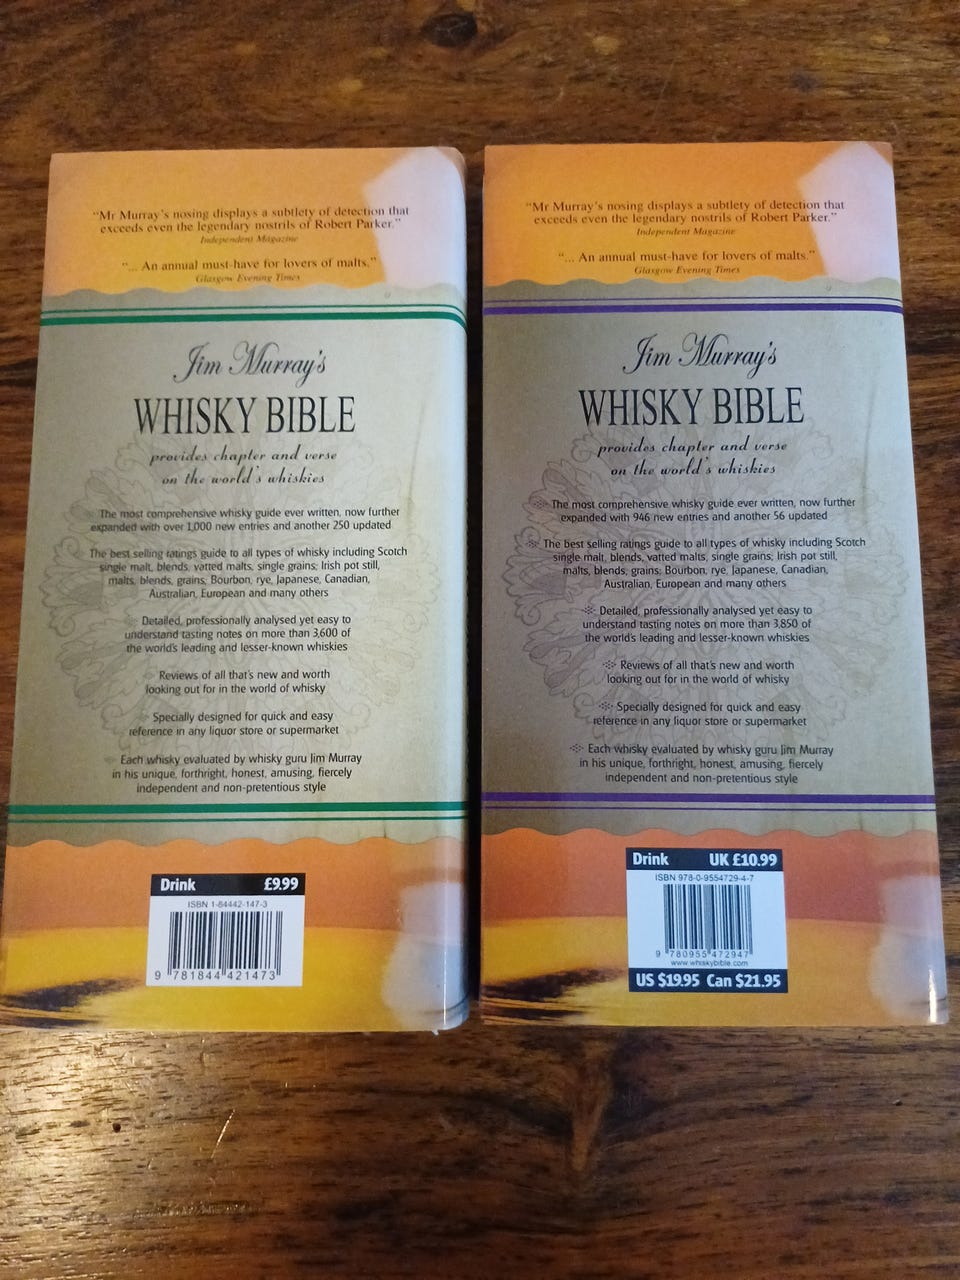 “Mr Murray’s nosing displays a subtlety of detection that
exceeds even the legendary nostrils of Robert Parker.”
Independent Magazine
“... An annual must-have for lovers of malts.”
Glasgow Evening Times
Jim Murray’s
WHISKY BIBLE
provides chapter and verse
on the world’s whiskies
The most comprehensive whisky guide ever written, now further
expanded with over 1,000 new entries and another 250 updated
The best selling ratings guide to all types of whisky including Scotch
single malt, blends, vatted malts, single grains; Irish pot still,
malts, blends, grains; Bourbon, rye, Japanese, Canadian,
Australian, European and many others
Detailed, professionally analysed yet easy to
understand tasting notes on more than 3,600 of
the world's leading and lesser-known whiskies
Reviews of all that's new and worth
looking out for in the world of whisky
Specially designed for quick and easy
reference in any liquor store or supermarket
Each whisky evaluated by whisky guru Jim Murray
in his unique, forthright, honest, amusing, fiercely
independent and non-pretentious style
Drink £9.99
ISBN 1-84442-147-3
9 781844 421473
“Mr Murray’s nosing displays a subtlety of detection that
exceeds even the legendary nostrils of Robert Parker.”
Independent Magazine
“... An annual must-have for lovers of malts.”
Glasgow Evening Times
Jim Murray’s
WHISKY BIBLE
provides chapter and verse
on the world’s whiskies
The most comprehensive whisky guide ever written, now further
expanded with 946 new entries and another 56 updated
The best selling ratings guide to all types of whisky including Scotch
single malt, blends, vatted malts, single grains; Irish pot still,
malts, blends, grains; Bourbon, rye, Japanese, Canadian,
Australian, European and many others
Detailed, professionally analysed yet easy to
understand tasting notes on more than 3,850 of
the world's leading and lesser-known whiskies
Reviews of all that's new and worth
looking out for in the world of whisky
Specially designed for quick and easy
reference in any liquor store or supermarket
Each whisky evaluated by whisky guru Jim Murray
in his unique, forthright, honest, amusing, fiercely
independent and non-pretentious style
Drink UK £10.99
ISBN 978-0-9554729-4-7
9 780955 472947
www.whiskybible.com
US $19.95 Can $21.95